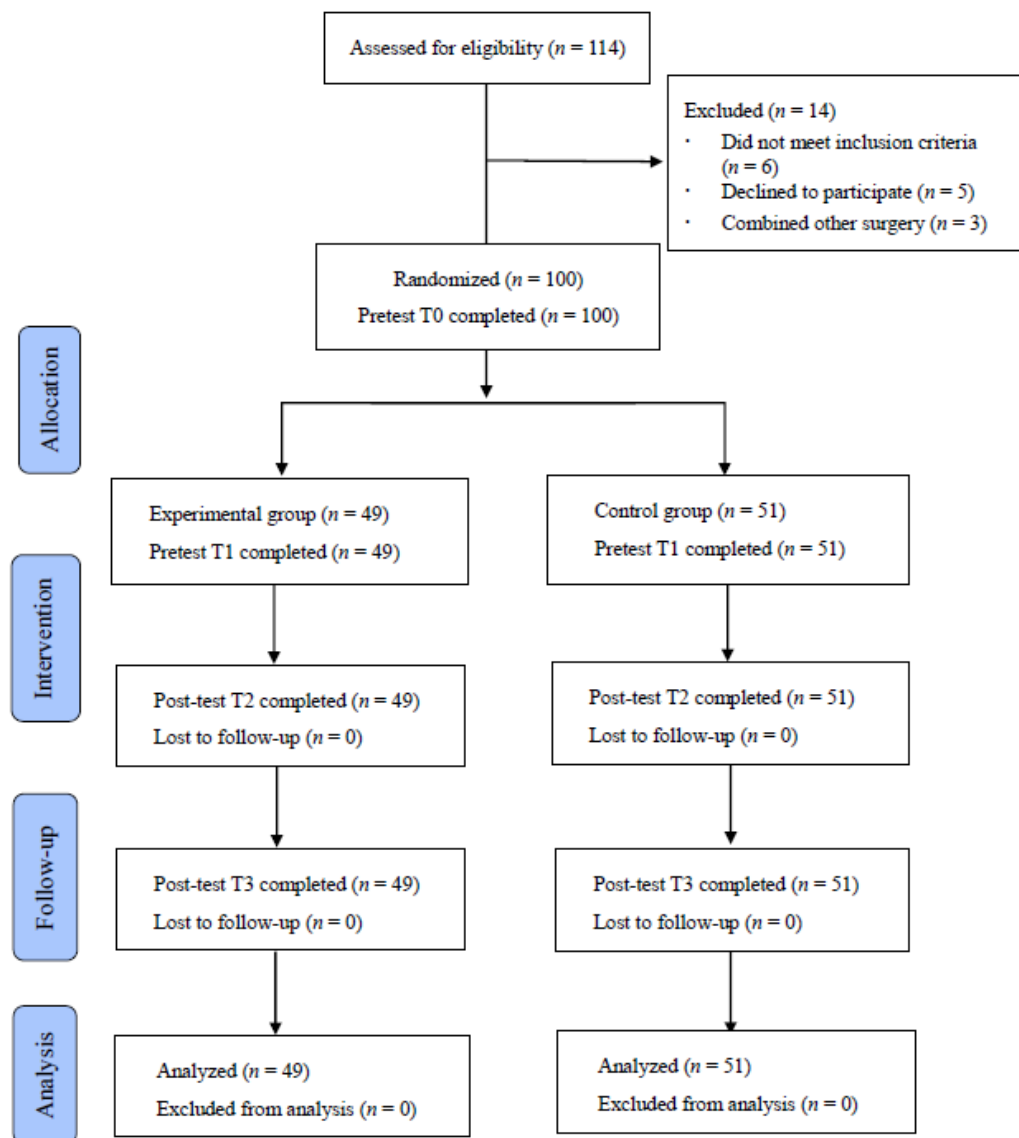 Assessed for eligibility (n = 114)
Excluded (n = 14)
· Did not meet inclusion criteria
(n = 6)
· Declined to participate (n = 5)
· Combined other surgery (n = 3)
Randomized (n = 100)
Pretest T0 completed (n = 100)
Allocation
Experimental group (n = 49)
Pretest T1 completed (n = 49)
Control group (n = 51)
Pretest T1 completed (n = 51)
Intervention
Post-test T2 completed (n = 49)
Lost to follow-up (n = 0)
Post-test T2 completed (n = 51)
Lost to follow-up (n = 0)
Follow-up
Post-test T3 completed (n = 49)
Lost to follow-up (n = 0)
Post-test T3 completed (n = 51)
Lost to follow-up (n = 0)
Analysis
Analyzed (n = 49)
Excluded from analysis (n = 0)
Analyzed (n = 51)
Excluded from analysis (n = 0)